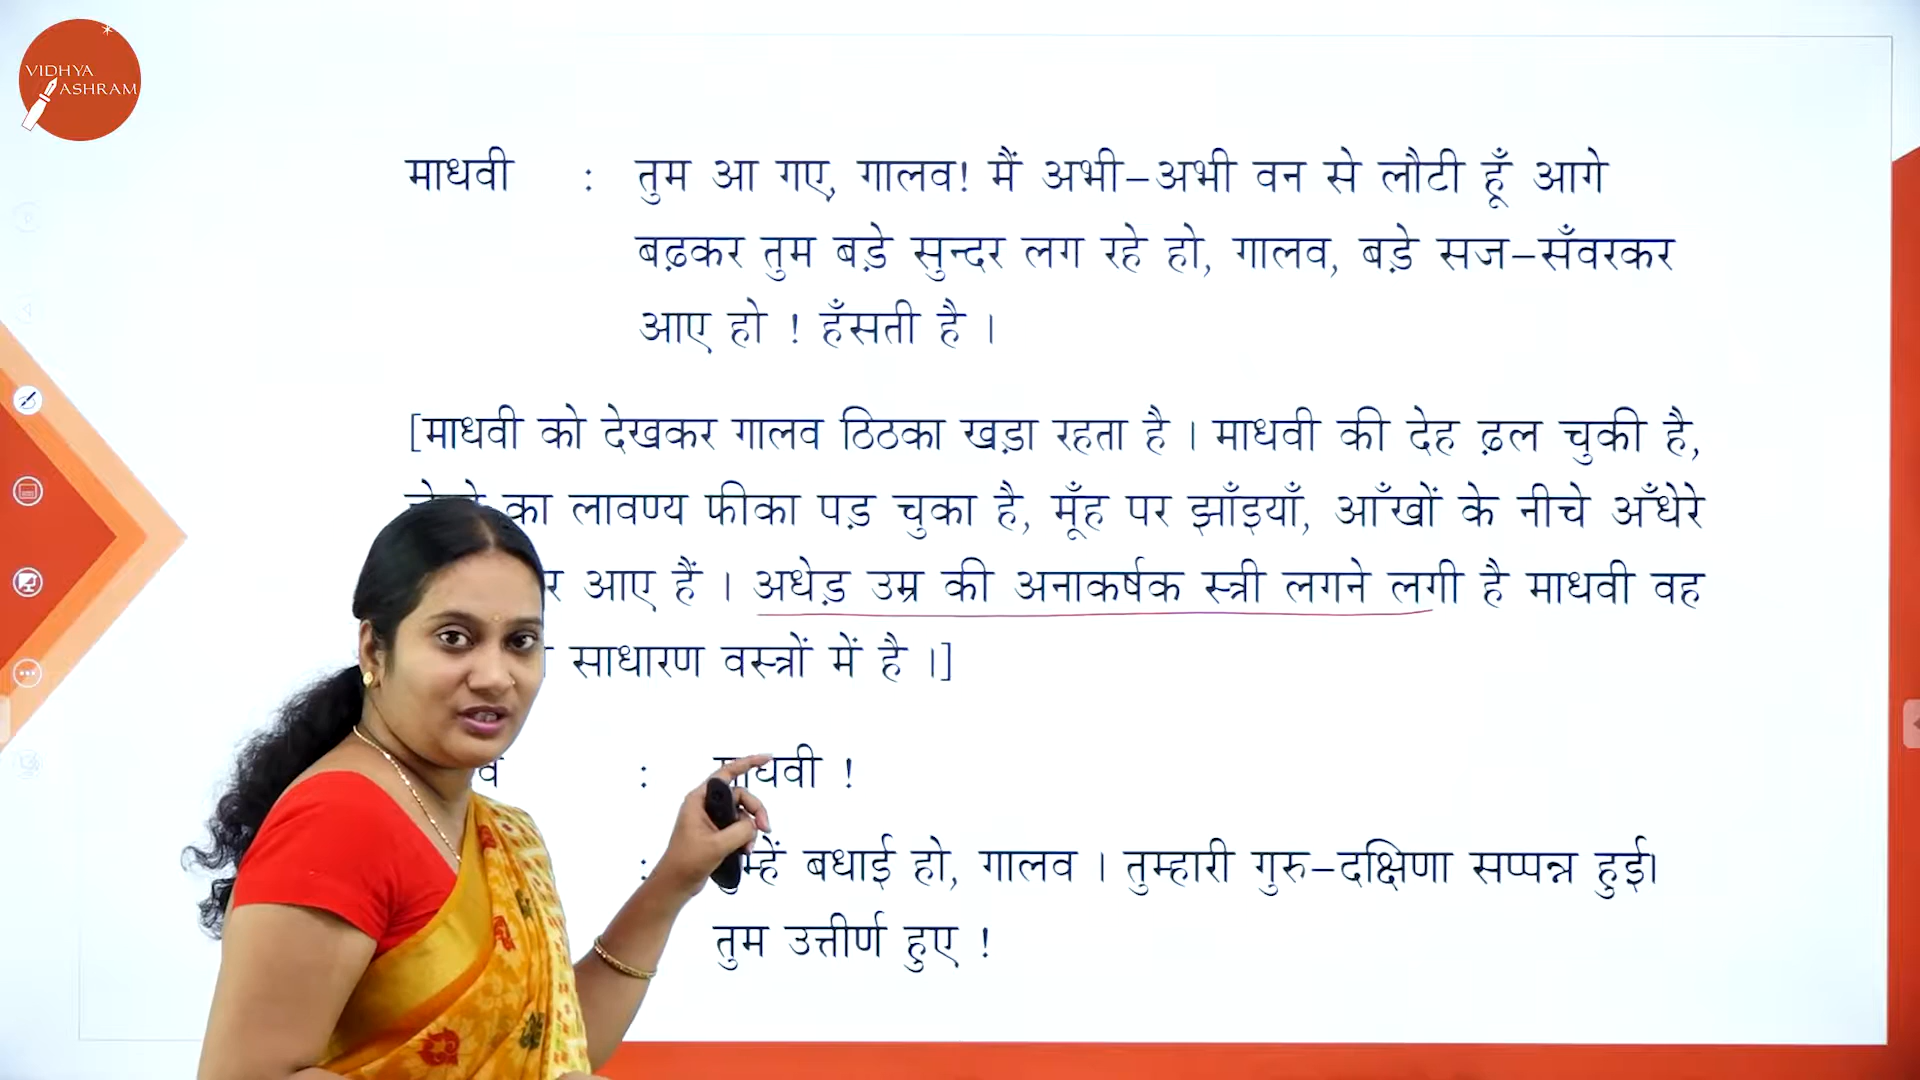 VIDHYA
ASHRAM
माधवी : तुम आ गए, गालव! मैं अभी–अभी वन से लौटी हूँ आगे
बढ़कर तुम बड़े सुन्दर लग रहे हो, गालव, बड़े सज–सँवरकर
आए हो ! हँसती है ।
[माधवी को देखकर गालव ठिठका खड़ा रहता है । माधवी की देह ढ़ल चुकी है,
का लावण्य फीका पड़ चुका है, मूँह पर झाँइयाँ, आँखों के नीचे अँधेरे
आए हैं । अधेड़ उम्र की अनाकर्षक स्त्री लगने लगी है माधवी वह
साधारण वस्त्रों में है ।]
: माधवी !
: तुम्हें बधाई हो, गालव । तुम्हारी गुरु–दक्षिणा सप्पन्न हुई।
तुम उत्तीर्ण हुए !